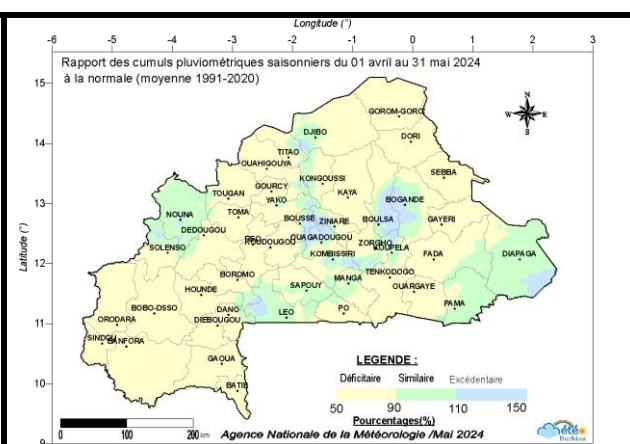 Longitude (°)
-6 -5 -4 -3 -2 -1 0 1 2 3
Rapport des cumuls pluviométriques saisonniers du 01 avril au 31 mai 2024
à la normale (moyenne 1991-2020)
15
GOROM-GORO
N
W E
S
14
DJIBO
DORI
TITAO
OUAHIGOUYA
KONGOUSSI
SEBBA
GOURCY
TOUGAN
KAYA
BOGANDE
13
YAKO
NOUNA
TOMA
BOUSSE
ZINIARE
BOULSA
GAYERI
DEDOUGOU
OUAGADOUGOU
SOLENSO
KOUDOUGOU
ZORGHO
KOUPELA
KOMBISSIRI
FADA
DIAPAGA
12
TENKODOGO
BOROMO
SAPOUY
MANGA
HOUNDE
OUARGAYE
PAMA
BOBO-DSSO
DANO
LEO
PO
ORODARA
DIEBOUGOU
11
SINDOU
BANFORA
GAOUA
LEGENDE :
Déficitaire Similaire Excédentaire
10
BATIE
50 90 110 150
Pourcentages(%)
Latitude (°)
9
0 100 200 km
Agence Nationale de la Météorologie /Mai 2024
météo
Burkina